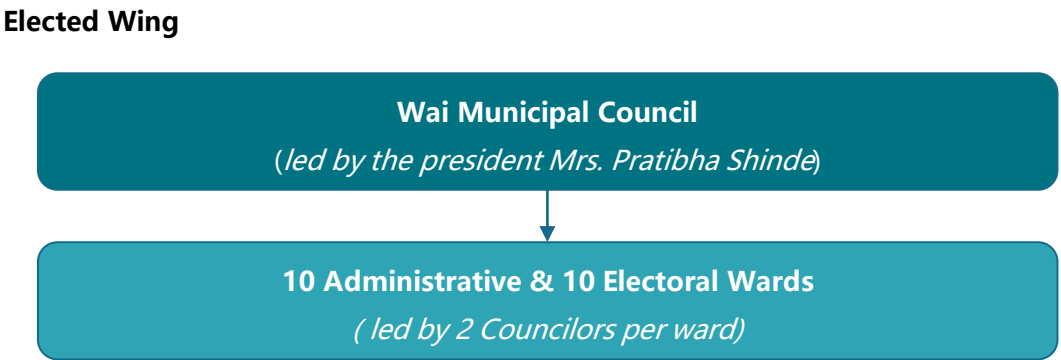 Elected Wing
Wai Municipal Council
(led by the president Mrs. Pratibha Shinde)
10 Administrative & 10 Electoral Wards
( led by 2 Councilors per ward)